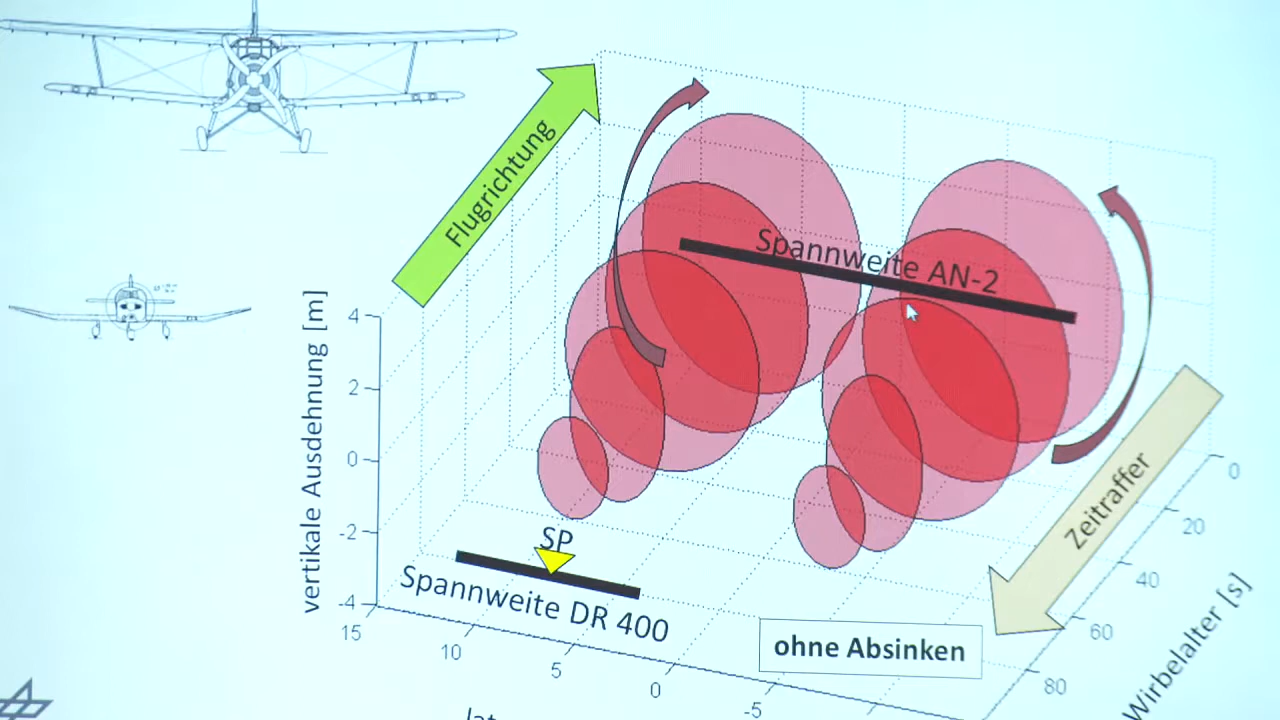 Flugrichtung
Spannweite AN-2
vertikale Ausdehnung [m]
4
2
0
-2
-4
SP
Spannweite DR 400
Zeitraffer
ohne Absinken
15
10
5
0
-5
0
20
40
60
80
Wirbelalter [s]